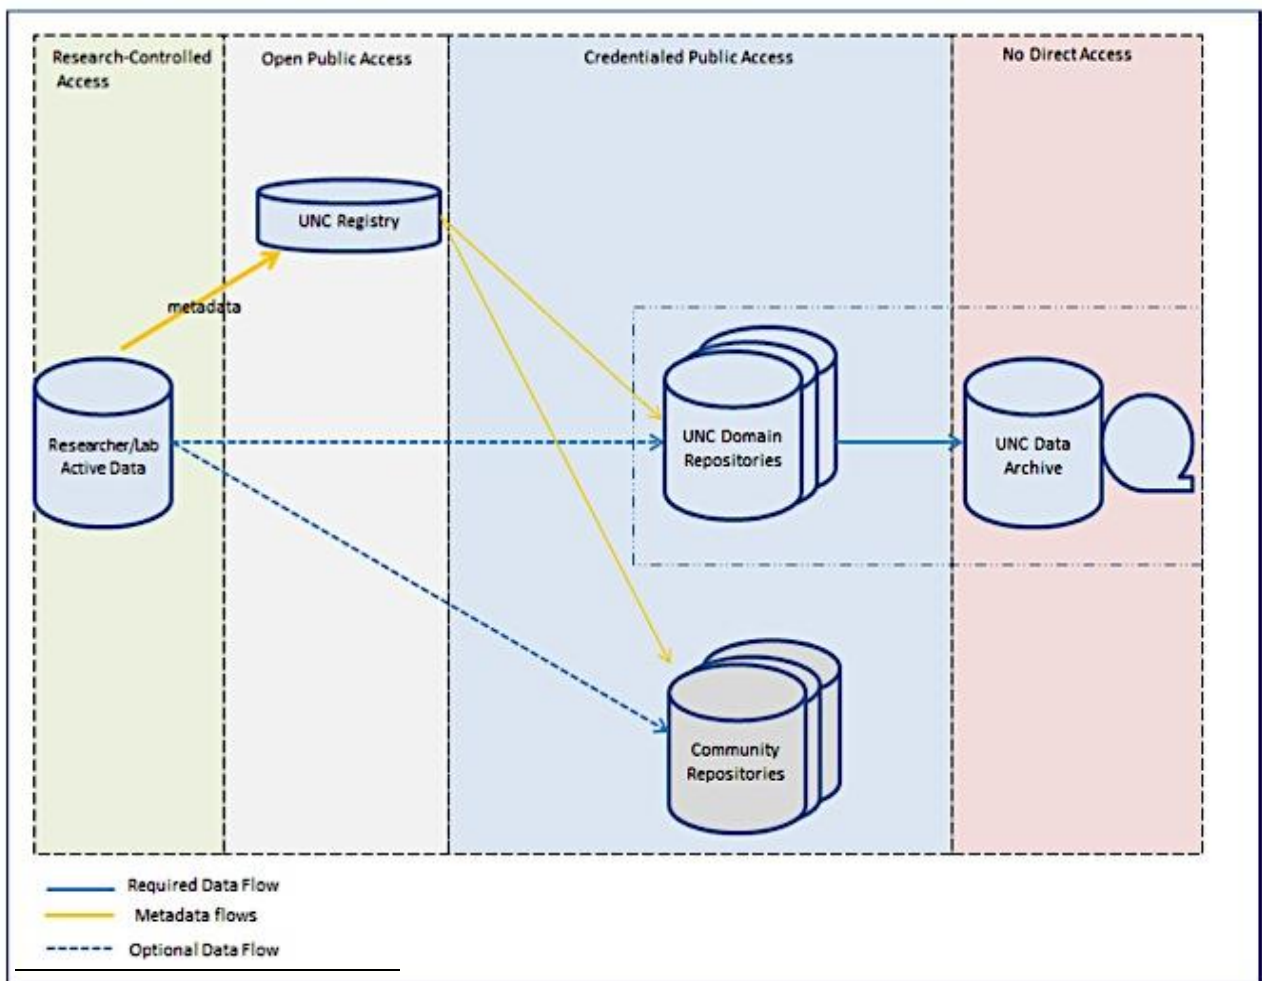 Research-Controlled
Access
Open Public Access
Credentialed Public Access
No Direct Access
UNC Registry
metadata
Researcher/Lab
Active Data
UNC Domain
Repositories
UNC Data
Archive
Community
Repositories
Required Data Flow
Metadata flows
Optional Data Flow